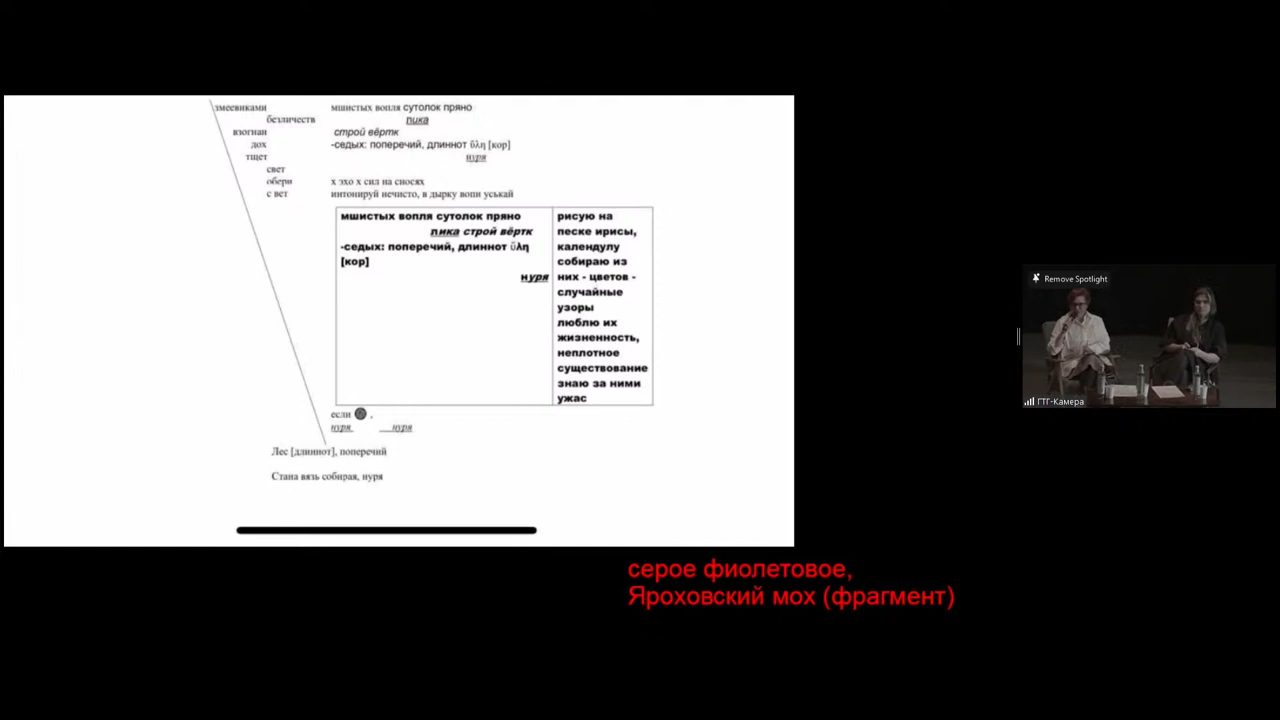 змеевиками мшистых вопля сутолок пряно
безличеств пика
взогнан строй вёртк
дох -седых: поперечий, длиннот ὕλη [кор]
тщет нуря
свет
обери х эхо х сил на сносях
с вет интонируй нечисто, в дырку вопи уськай
мшистых вопля сутолок пряно
пика строй вёртк
-седых: поперечий, длиннот ὕλη
[кор]
нуря
рисую на
песке ирисы,
календулу
собираю из
них - цветов -
случайные
узоры
люблю их
жизненность,
неплотное
существование
знаю за ними
ужас
если ,
нуря __нуря
Лес [длиннот], поперечий
Стана вязь собирая, нуря
серое фиолетовое,
Яроховский мох (фрагмент)
Remove Spotlight
ГТГ-Камера